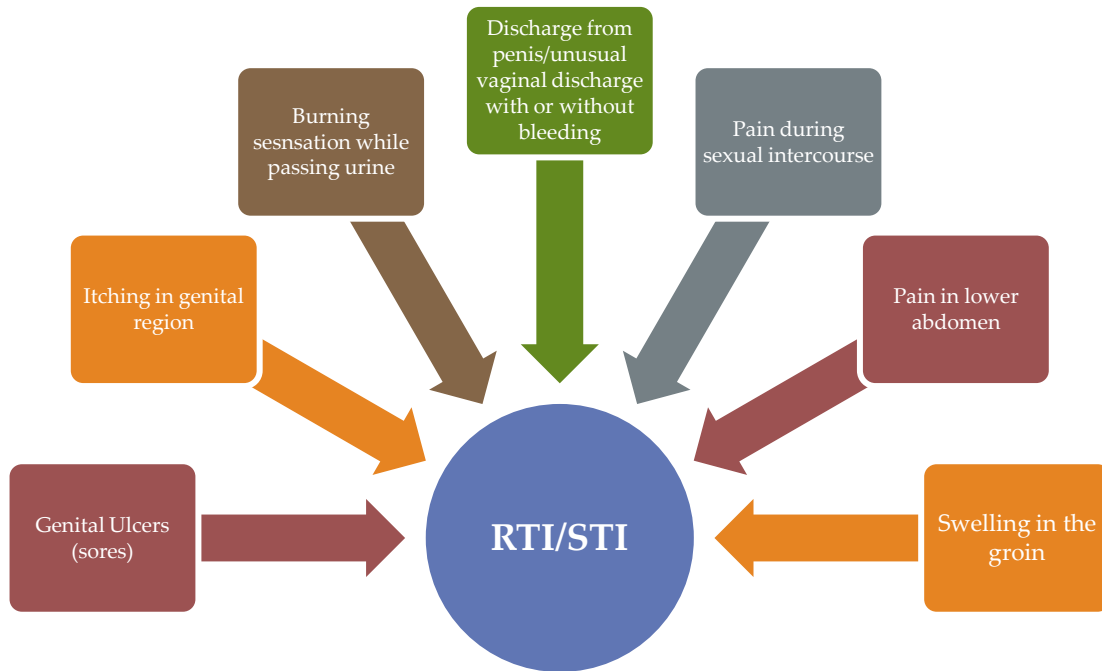 Discharge from
penis/unusual
vaginal discharge
with or without
bleeding
Burning
sesnsation while
passing urine
Pain during
sexual intercourse
Itching in genital
region
Pain in lower
abdomen
Genital Ulcers
(sores)
RTI/STI
Swelling in the
groin